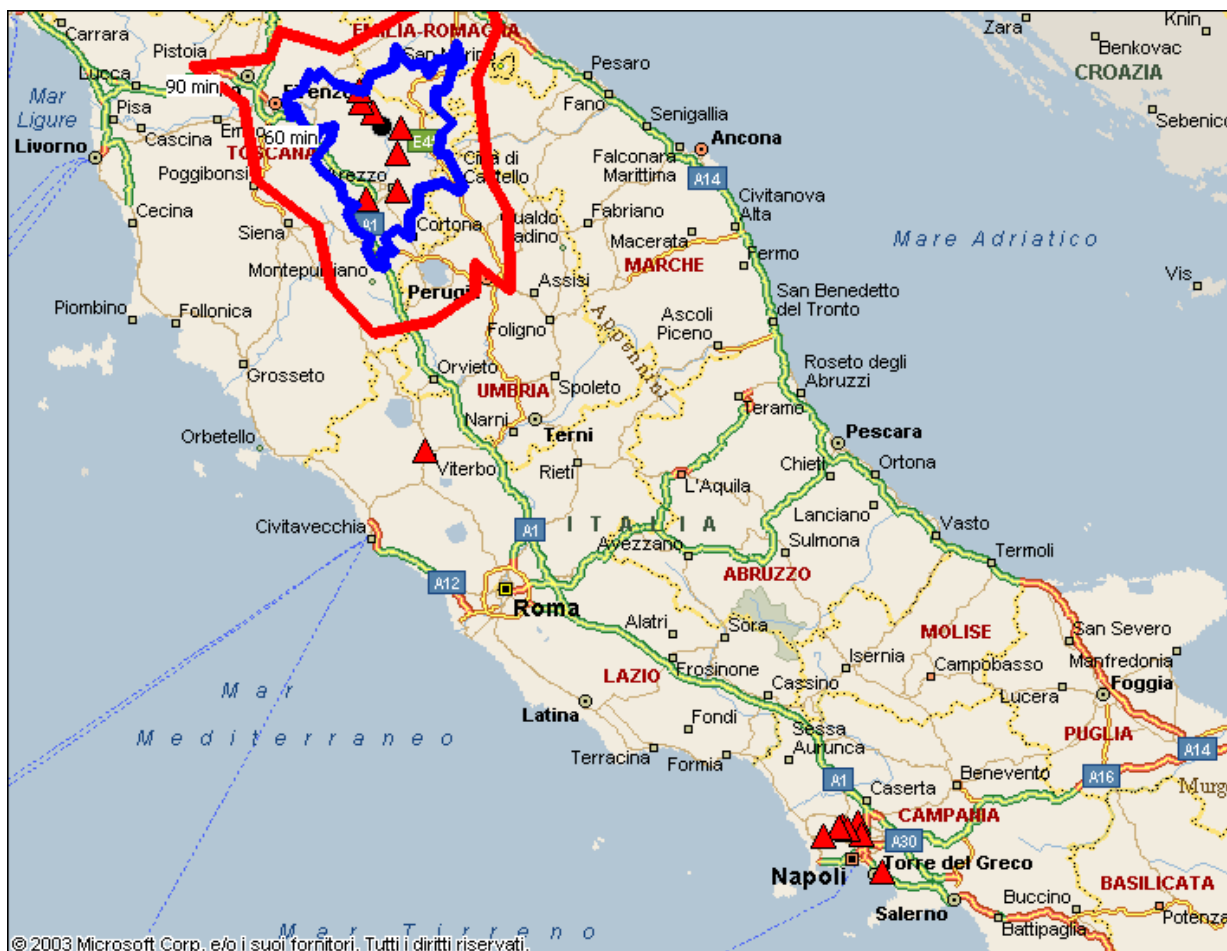 Carrara
Pistoia
EMILIA-ROMAGNA
San Marino
Zara
Knin
Benkovac
CROAZIA
Sebenico
Lucca
90 min
Firenze
Pesaro
Fano
Senigallia
Mar
Ligure
Pisa
Cascina
60 min
TOSCANA
E45
Livorno
Ancona
Poggibonsi
Arezzo
Città di
Castello
Falconara
Marittima
A14
Cecina
Siena
A1
Cortona
Gualdo
Tadino
Fabriano
Civitanova
Alta
Macerata
MARCHE
Fermo
Mare Adriatico
Vis
Montepulciano
Perugia
Assisi
San Benedetto
del Tronto
Piombino
Follonica
Foligno
Appennini
Ascoli
Piceno
Grosseto
Orvieto
UMBRIA
Spoleto
Roseto degli
Abruzzi
Teramo
Orbetello
Narni
Terni
Pescara
Viterbo
Rieti
L'Aquila
Chieti
Ortona
Civitavecchia
A1
ITALIA
Lanciano
Avezzano
Sulmona
Vasto
Termoli
A12
Roma
ABRUZZO
Alatri
Sora
MOLISE
San Severo
Isernia
Campobasso
Manfredonia
Frosinone
LAZIO
Cassino
Lucera
Foggia
Mar
Mediterraneo
Latina
Fondi
Sessa
Aurunca
PUGLIA
A14
Terracina
Formia
A1
Caserta
Benevento
A16
Murge
CAMPANIA
A30
Napoli
Torre del Greco
BASILICATA
Salerno
Buccino
Potenza
Battipaglia
Mar Tirreno
© 2003 Microsoft Corp. e/o i suoi fornitori. Tutti i diritti riservati.